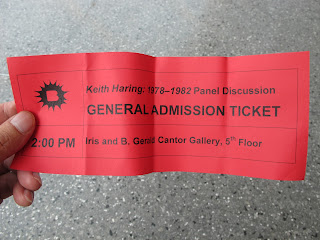 Keith Haring: 1978–1982 Panel Discussion
GENERAL ADMISSION TICKET
2:00 PM
Iris and B. Gerald Cantor Gallery, 5th Floor